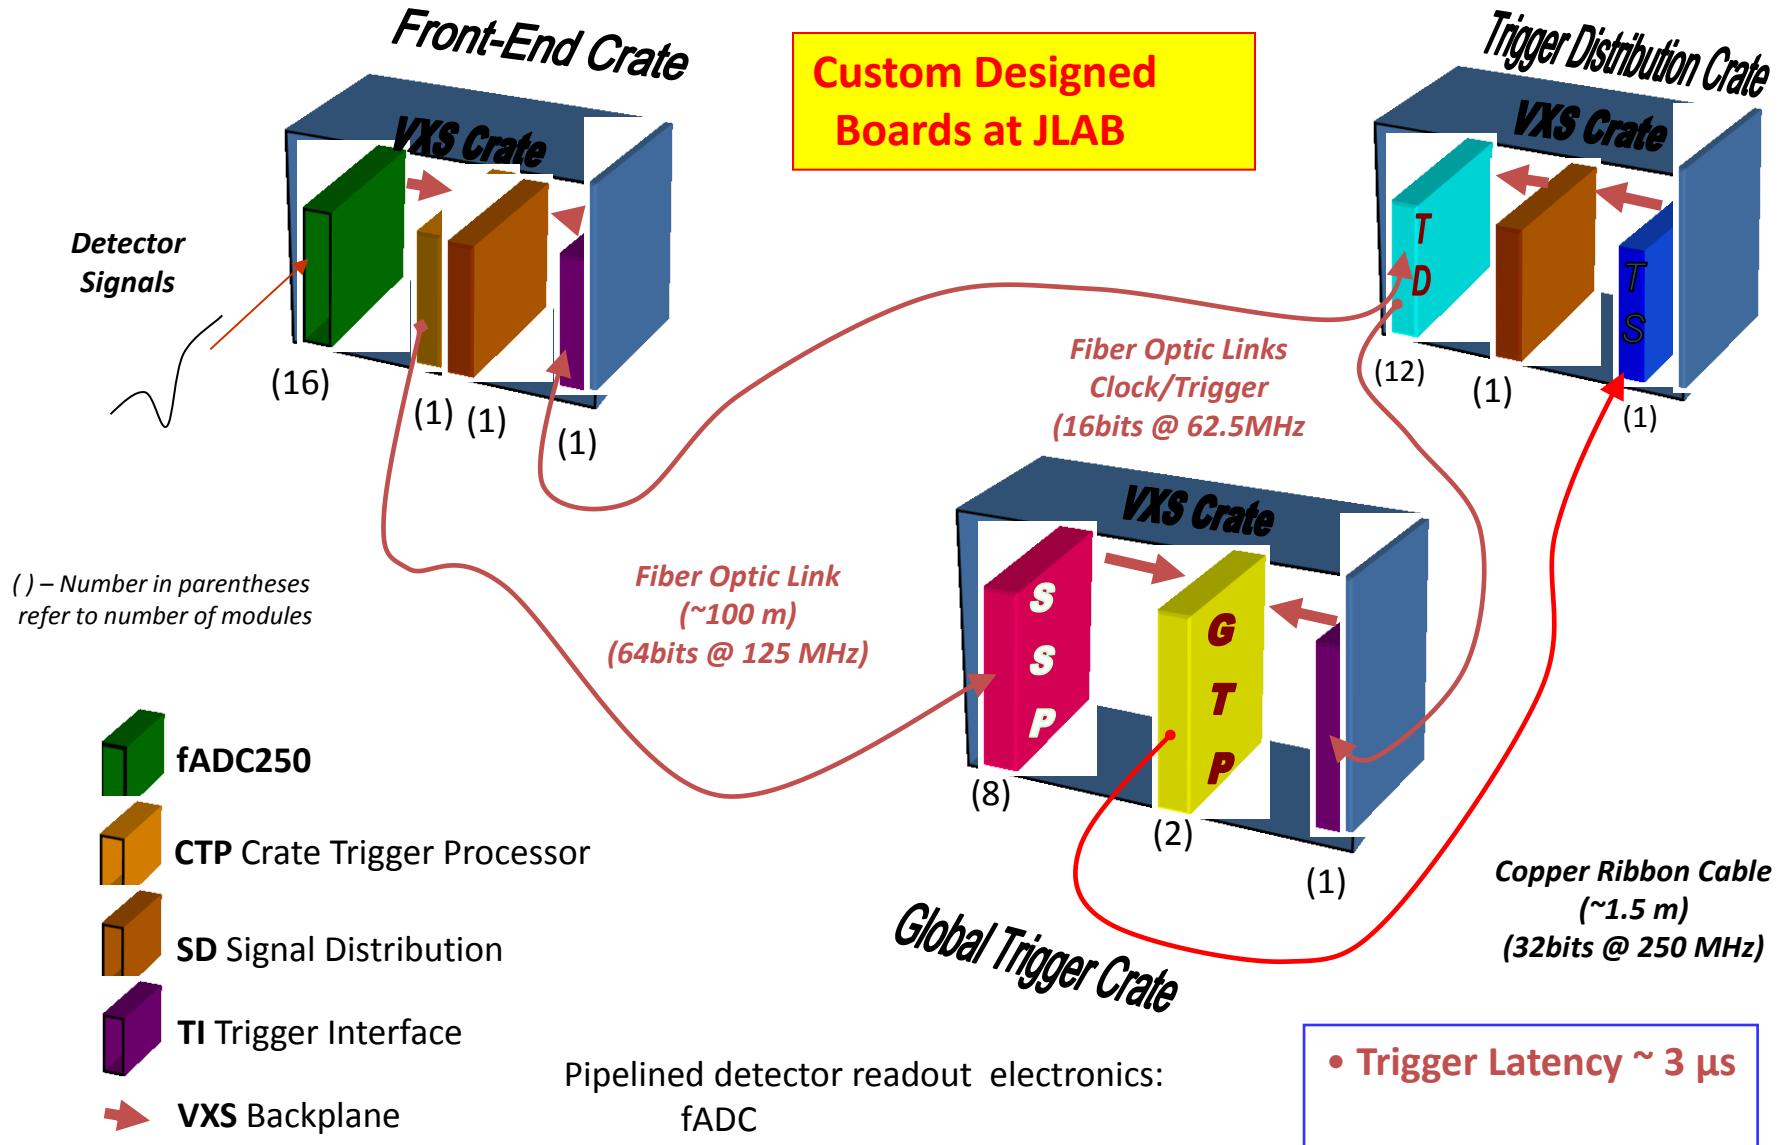 Front-End Crate
Custom Designed
Boards at JLAB
Trigger Distribution Crate
VXS Crate
VXS Crate
Detector
Signals
T
D
T
S
(16)
(1)
(1)
(1)
Fiber Optic Links
Clock/Trigger
(16bits @ 62.5MHz
(12)
(1)
(1)
VXS Crate
( ) – Number in parentheses
refer to number of modules
Fiber Optic Link
(~100 m)
(64bits @ 125 MHz)
S
S
P
G
T
P
(8)
(2)
(1)
fADC250
CTP Crate Trigger Processor
SD Signal Distribution
TI Trigger Interface
VXS Backplane
Global Trigger Crate
Copper Ribbon Cable
(~1.5 m)
(32bits @ 250 MHz)
Pipelined detector readout electronics:
fADC
• Trigger Latency ~ 3 μs